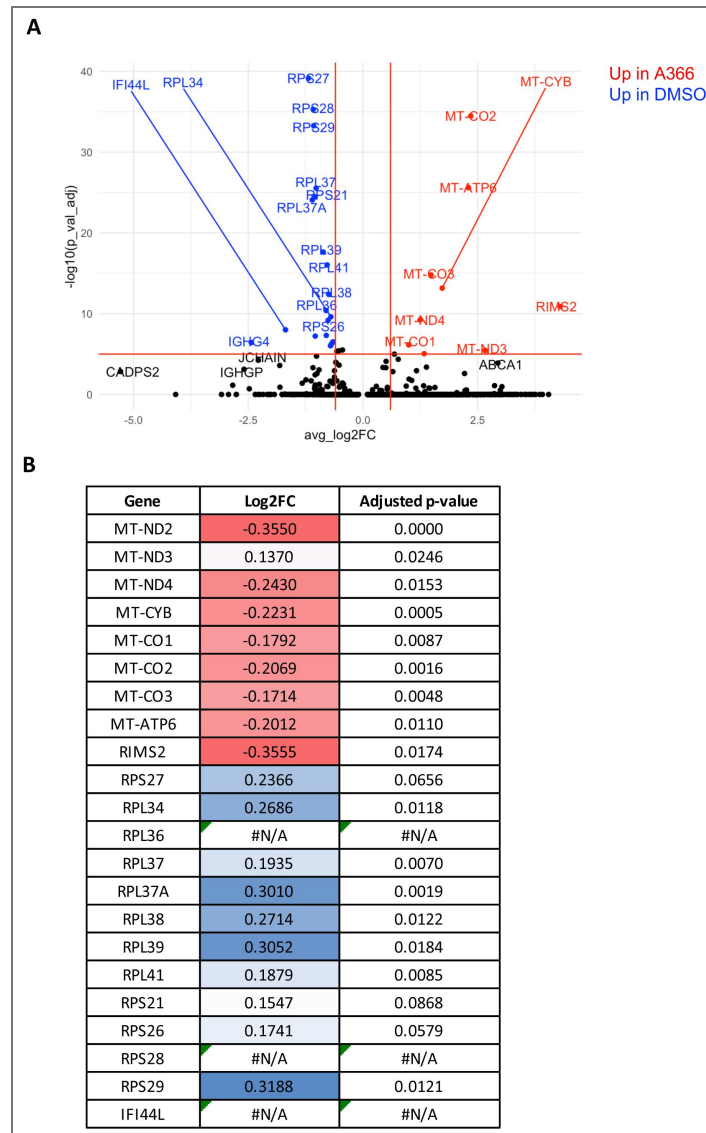 A
Up in A366
Up in DMSO
IFI44L
RPL34
RPS27
MT-CYB
RPS28
MT-CO2
RPS29
RPL37
MT-ATP6
RPS21
RPL37A
RPL39
RPL41
MT-CO3
RPL38
RPL36
RIMS2
RPS26
MT-ND4
IGHG4
MT-CO1
MT-ND3
JCHAIN
CADPS2
IGHGP
ABCA1
40
30
20
10
0
-log10(p_val_adj)
-5.0 -2.5 0.0 2.5
avg_log2FC
B
Gene Log2FC Adjusted p-value
MT-ND2 -0.3550 0.0000
MT-ND3 0.1370 0.0246
MT-ND4 -0.2430 0.0153
MT-CYB -0.2231 0.0005
MT-CO1 -0.1792 0.0087
MT-CO2 -0.2069 0.0016
MT-CO3 -0.1714 0.0048
MT-ATP6 -0.2012 0.0110
RIMS2 -0.3555 0.0174
RPS27 0.2366 0.0656
RPL34 0.2686 0.0118
RPL36 #N/A #N/A
RPL37 0.1935 0.0070
RPL37A 0.3010 0.0019
RPL38 0.2714 0.0122
RPL39 0.3052 0.0184
RPL41 0.1879 0.0085
RPS21 0.1547 0.0868
RPS26 0.1741 0.0579
RPS28 #N/A #N/A
RPS29 0.3188 0.0121
IFI44L #N/A #N/A